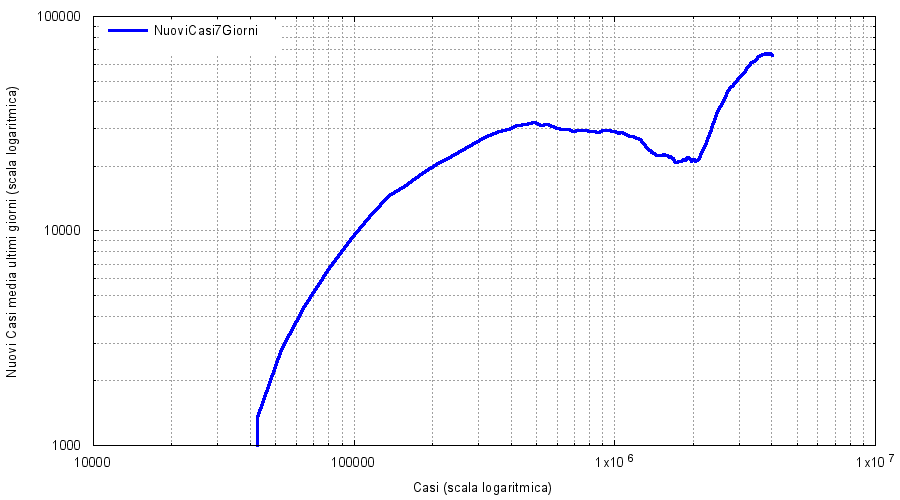 100000
NuoviCasi7Giorni
Nuovi Casi media ultimi giorni (scala logaritmica)
10000
1000
10000
100000
1x10 6
1x10 7
Casi (scala logaritmica)